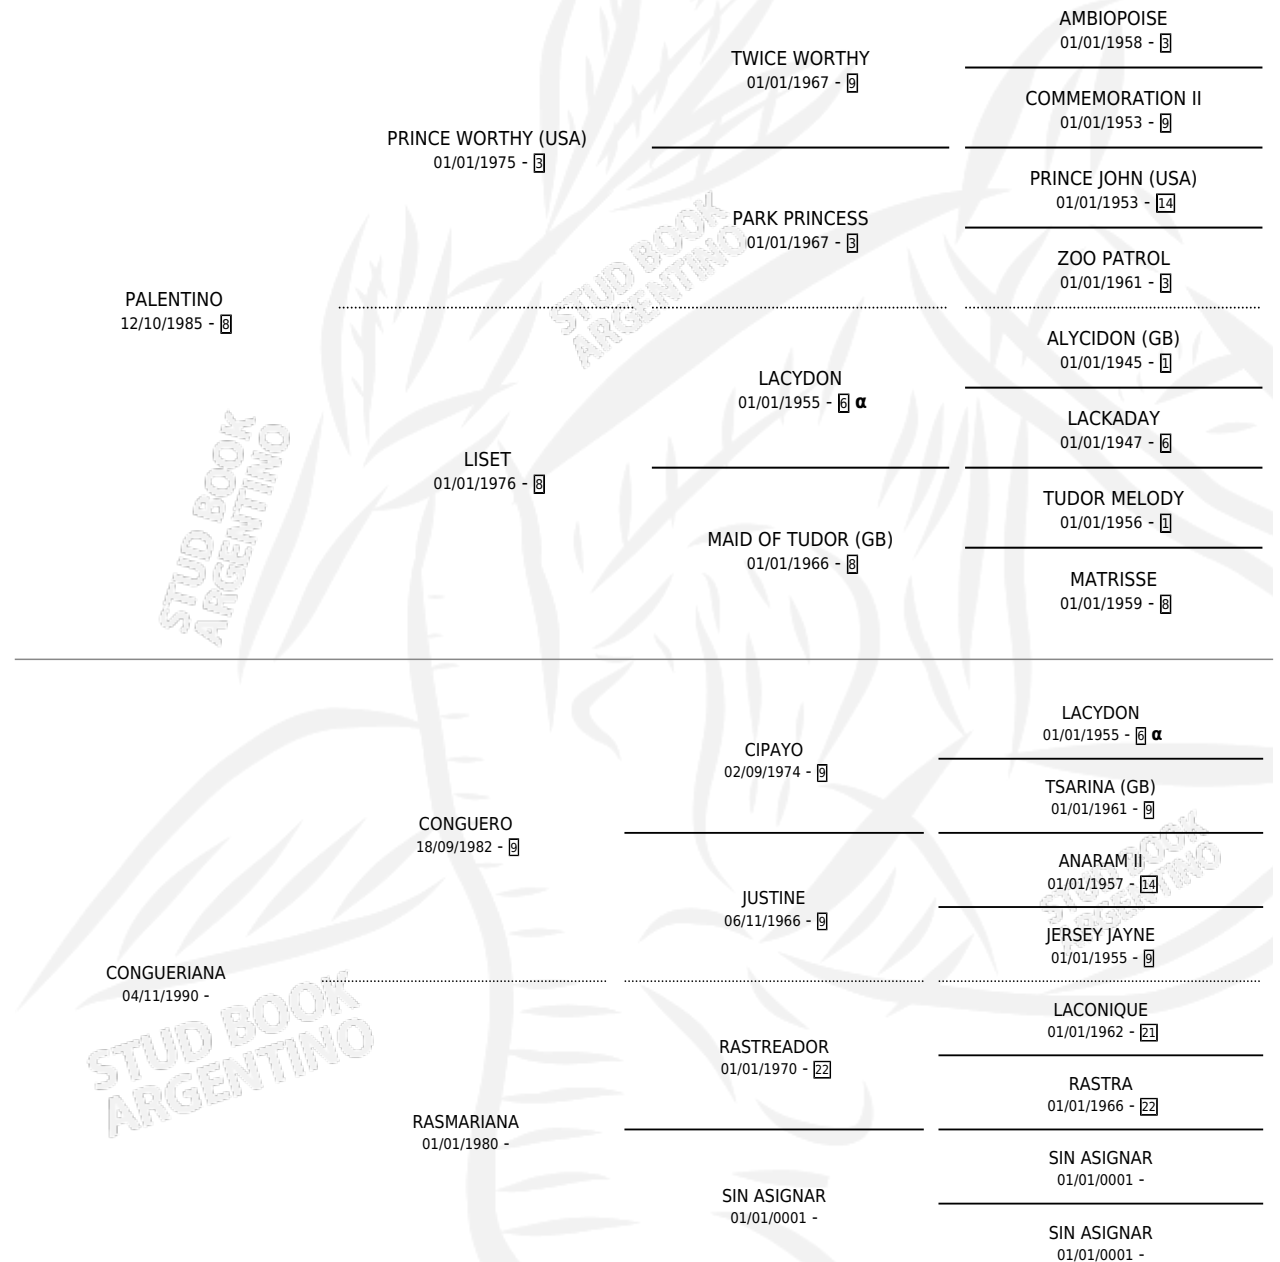 AMBIOPOISE
01/01/1958 - 3
TWICE WORTHY
01/01/1967 - 9
COMMEMORATION II
01/01/1953 - 9
PRINCE WORTHY (USA)
01/01/1975 - 3
PRINCE JOHN (USA)
01/01/1953 - 14
PARK PRINCESS
01/01/1967 - 3
ZOO PATROL
01/01/1961 - 3
STUD BOOK
ARGENTINO
PALENTINO
12/10/1985 - 8
ALYCIDON (GB)
01/01/1945 - 1
LACYDON
01/01/1955 - 6 α
LACKADAY
01/01/1947 - 6
LISET
01/01/1976 - 8
TUDOR MELODY
01/01/1956 - 1
MAID OF TUDOR (GB)
01/01/1966 - 8
MATRISSE
01/01/1959 - 8
STUD BOOK
ARGENTINO
LACYDON
01/01/1955 - 6 α
CIPAYO
02/09/1974 - 9
TSARINA (GB)
01/01/1961 - 9
CONGUERO
18/09/1982 - 9
ANARAM II
01/01/1957 - 14
JUSTINE
06/11/1966 - 9
JERSEY JAYNE
01/01/1955 - 9
STUD BOOK
ARGENTINO
CONGUERIANA
04/11/1990 -
LACONIQUE
01/01/1962 - 21
RASTREADOR
01/01/1970 - 22
RASTRA
01/01/1966 - 22
STUD BOOK
ARGENTINO
RASMARIANA
01/01/1980 -
SIN ASIGNAR
01/01/0001 -
SIN ASIGNAR
01/01/0001 -
SIN ASIGNAR
01/01/0001 -